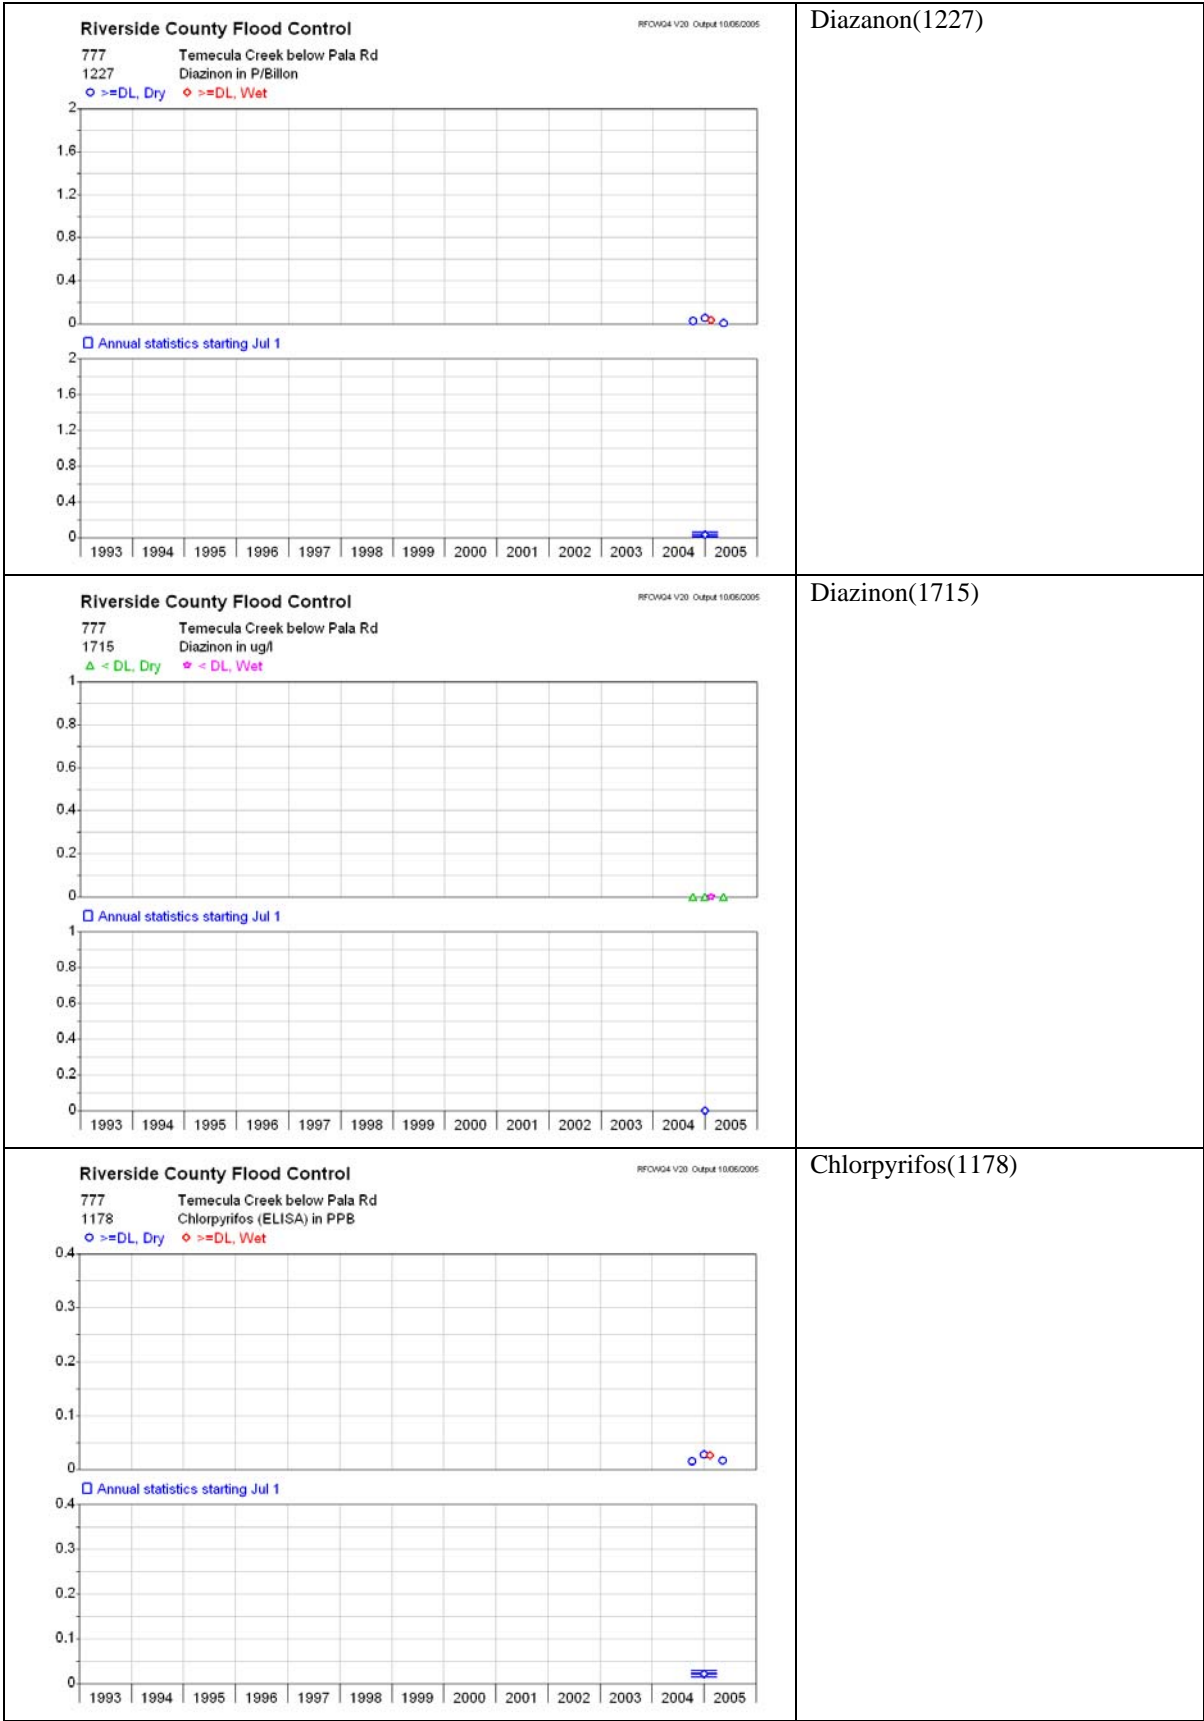 Riverside County Flood Control RFCWQ4 V20 Output 10/06/2005
777 Temecula Creek below Pala Rd
1227 Diazinon in P/Billon
>=DL, Dry >=DL, Wet
2
1.6
1.2
0.8
0.4
0
Annual statistics starting Jul 1
2
1.6
1.2
0.8
0.4
0
1993 1994 1995 1996 1997 1998 1999 2000 2001 2002 2003 2004 2005
Diazanon(1227)
Riverside County Flood Control RFCWQ4 V20 Output 10/06/2005
777 Temecula Creek below Pala Rd
1715 Diazinon in ug/l
< DL, Dry < DL, Wet
1
0.8
0.6
0.4
0.2
0
Annual statistics starting Jul 1
1
0.8
0.6
0.4
0.2
0
1993 1994 1995 1996 1997 1998 1999 2000 2001 2002 2003 2004 2005
Diazinon(1715)
Riverside County Flood Control RFCWQ4 V20 Output 10/06/2005
777 Temecula Creek below Pala Rd
1178 Chlorpyrifos (ELISA) in PPB
>=DL, Dry >=DL, Wet
0.4
0.3
0.2
0.1
0
Annual statistics starting Jul 1
0.4
0.3
0.2
0.1
0
1993 1994 1995 1996 1997 1998 1999 2000 2001 2002 2003 2004 2005
Chlorpyrifos(1178)